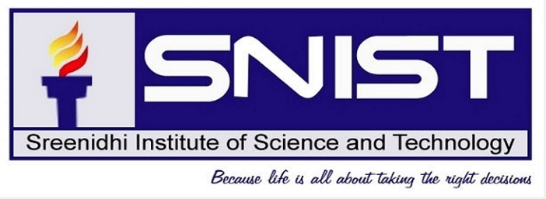 SNIST
Sreenidhi Institute of Science and Technology
Because life is all about taking the right decisions